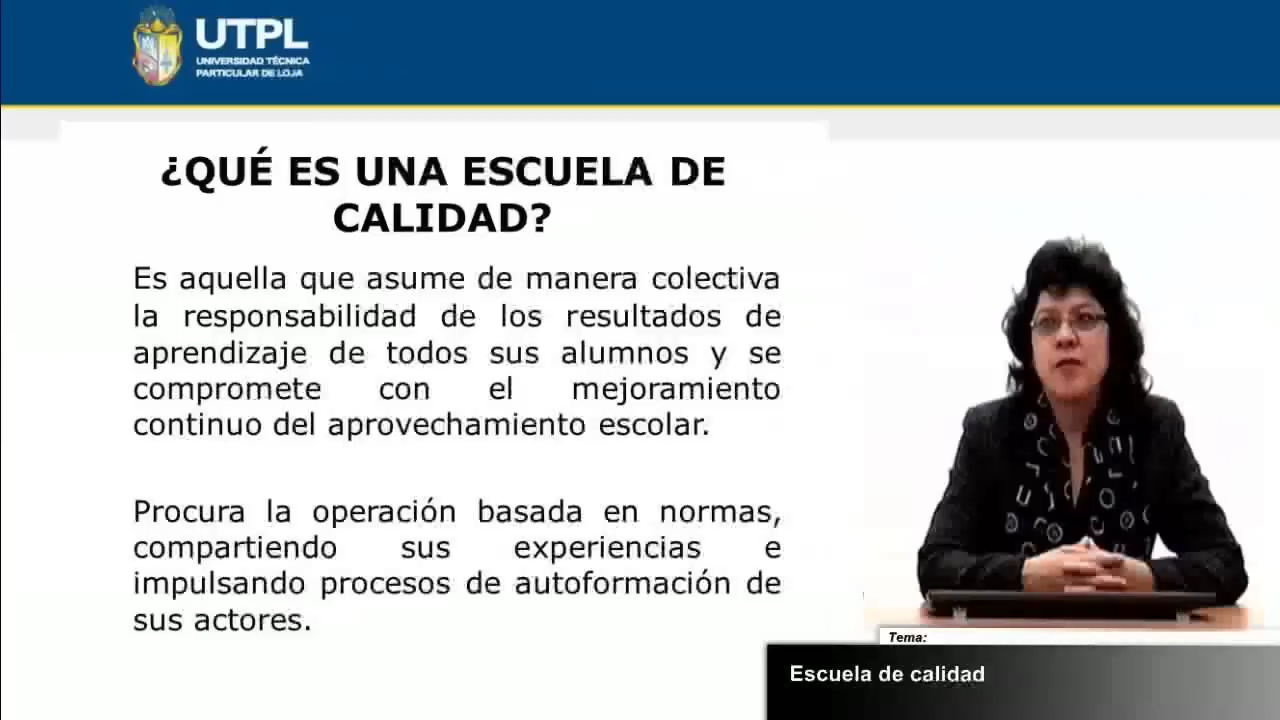 UTPL
UNIVERSIDAD TÉCNICA
PARTICULAR DE LOJA
¿QUÉ ES UNA ESCUELA DE
CALIDAD?
Es aquella que asume de manera colectiva
la responsabilidad de los resultados de
aprendizaje de todos sus alumnos y se
compromete con el mejoramiento
continuo del aprovechamiento escolar.
Procura la operación basada en normas,
compartiendo sus experiencias e
impulsando procesos de autoformación de
sus actores.
Tema:
Escuela de calidad